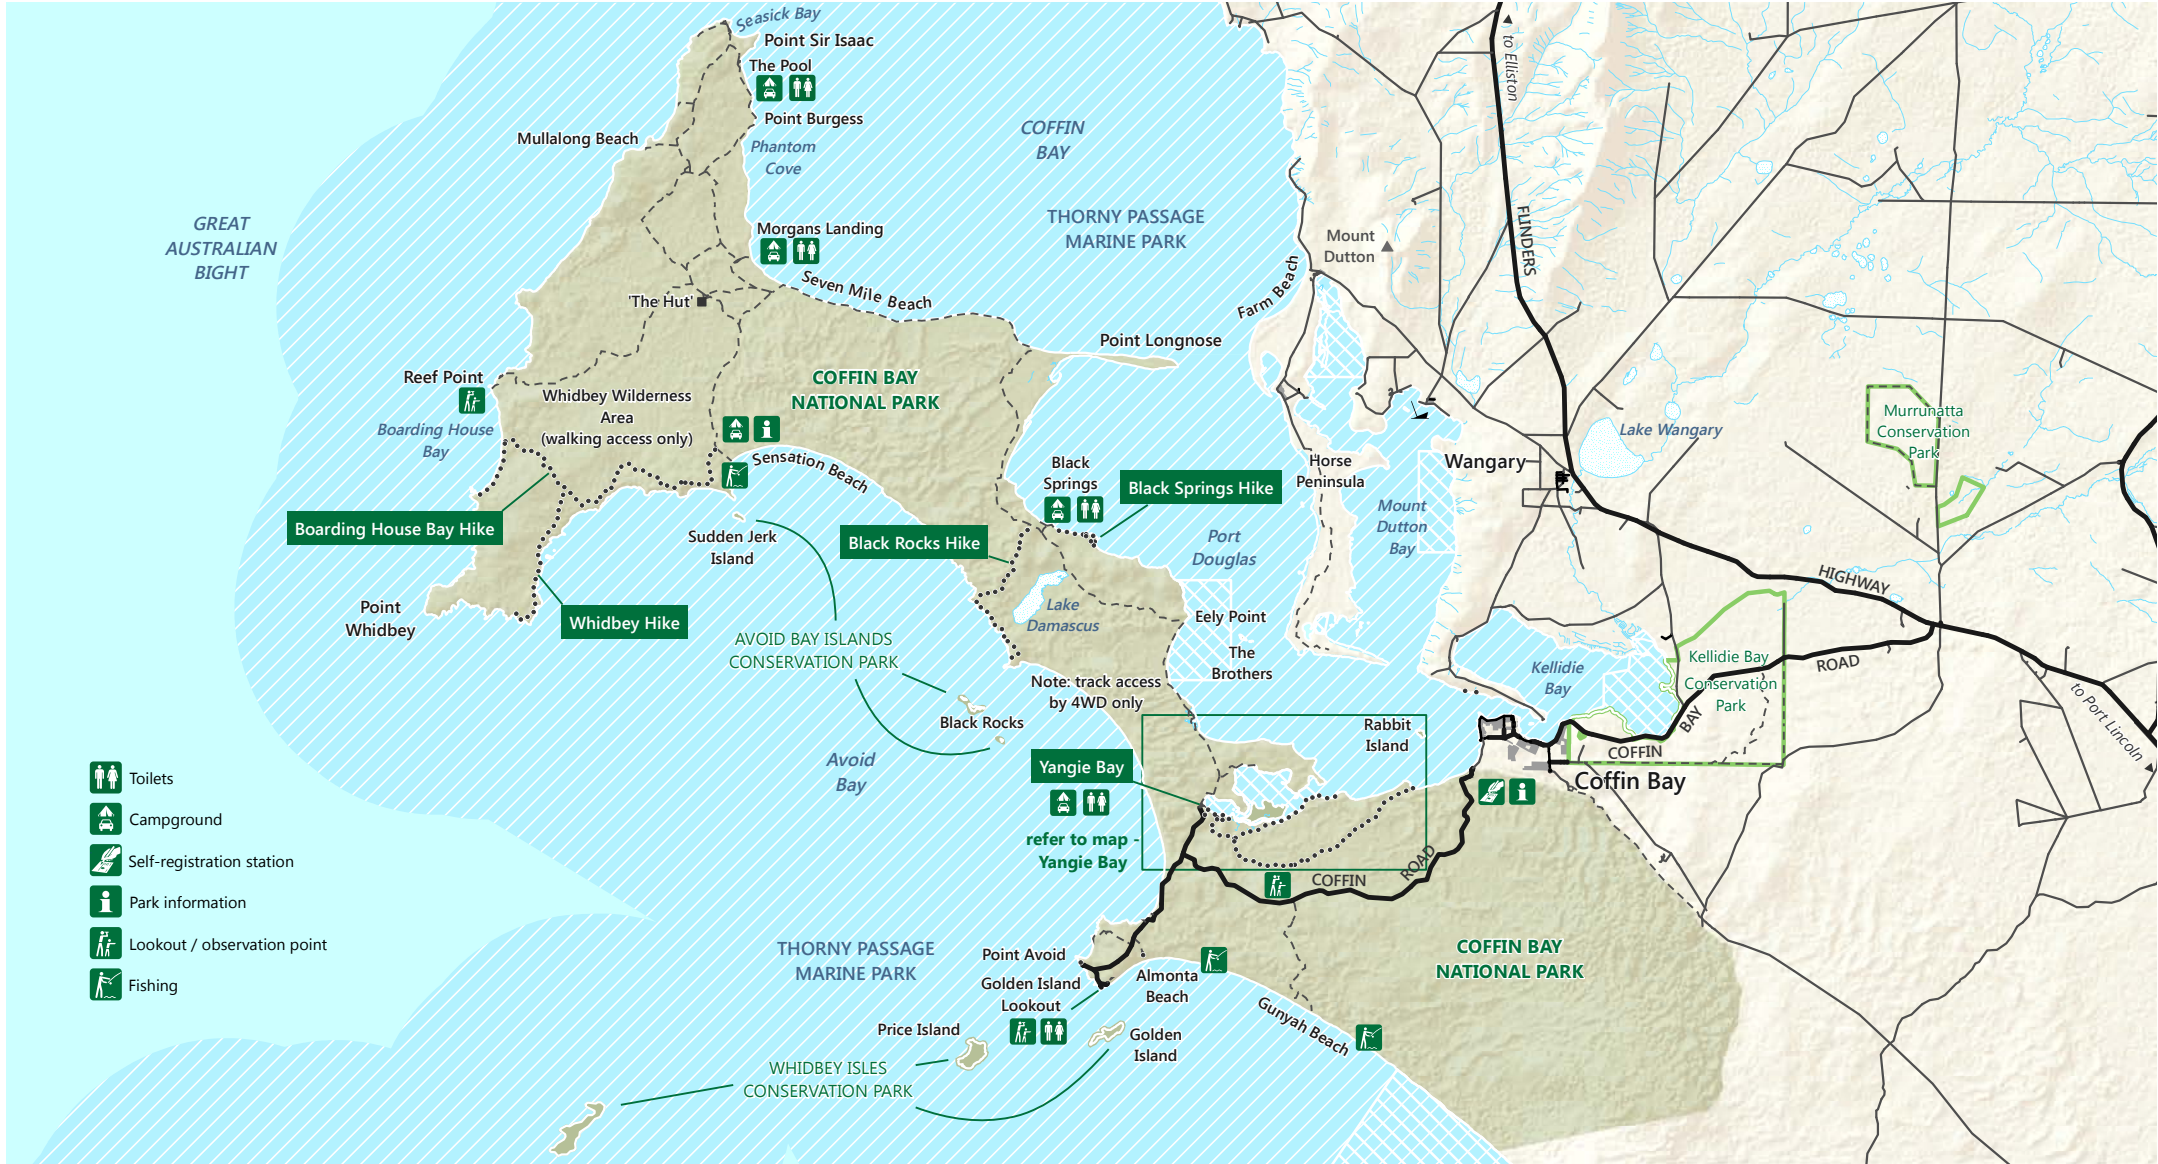 Seasick Bay
Point Sir Isaac
The Pool
Point Burgess
Mullalong Beach
Phantom
Cove
COFFIN
BAY
to Elliston
GREAT
AUSTRALIAN
BIGHT
THORNY PASSAGE
MARINE PARK
Morgans Landing
Mount
Dutton
FLINDERS
Seven Mile Beach
'The Hut'
Farm Beach
Point Longnose
Reef Point
COFFIN BAY
NATIONAL PARK
Whidbey Wilderness
Area
(walking access only)
Boarding House
Bay
Murrunatta
Conservation
Park
Lake Wangary
Wangary
Sensation Beach
Black
Springs
Black Springs Hike
Horse
Peninsula
Mount
Dutton
Bay
Boarding House Bay Hike
Sudden Jerk
Island
Black Rocks Hike
Port
Douglas
HIGHWAY
Point
Whidbey
Whidbey Hike
Lake
Damascus
Eely Point
AVOID BAY ISLANDS
CONSERVATION PARK
The
Brothers
Kellidie
Bay
Kellidie Bay
Conservation
Park
ROAD
Note: track access
by 4WD only
to Port Lincoln
Black Rocks
Rabbit
Island
BAY
COFFIN
Coffin Bay
Avoid
Bay
Yangie Bay
refer to map -
Yangie Bay
Toilets
Campground
Self-registration station
Park information
Lookout / observation point
Fishing
COFFIN
ROAD
THORNY PASSAGE
MARINE PARK
Point Avoid
Golden Island
Lookout
Almonta
Beach
COFFIN BAY
NATIONAL PARK
Gunyah Beach
Price Island
Golden
Island
WHIDBEY ISLES
CONSERVATION PARK